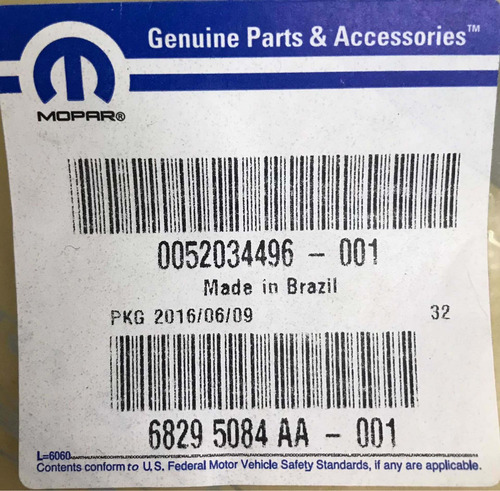 Genuine Parts & Accessories™
MOPAR®
0052034496 - 001
Made in Brazil
PKG 2016/06/09 32
6829 5084 AA - 001
L=6060
Contents conform to U.S. Federal Motor Vehicle Safety Standards, if any are applicable.